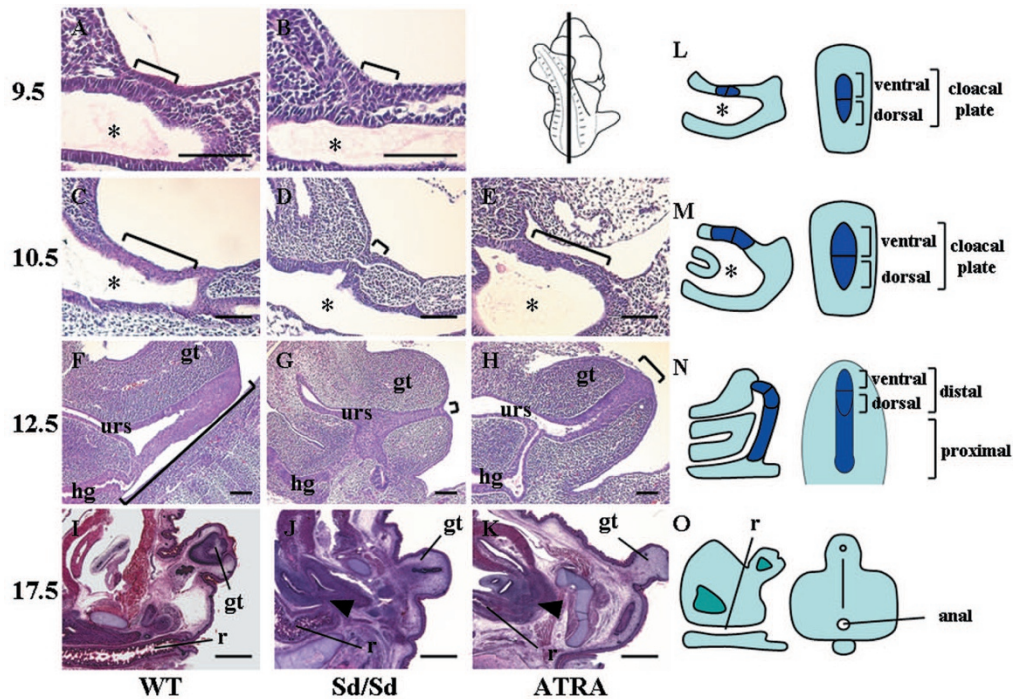 A B L
9.5
* * *
ventral
dorsal
cloacal
plate
C D E M
10.5
* * * *
ventral
dorsal
cloacal
plate
F G H N
gt gt gt
12.5
urs urs urs
hg hg hg
ventral
dorsal
distal
proximal
I J K O
17.5
gt gt gt
r r r r
anal
WT Sd/Sd ATRA